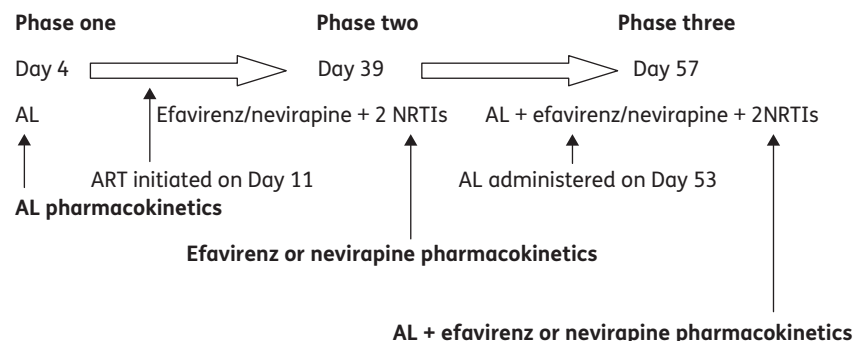 Phase one Phase two Phase three
Day 4 Day 39 Day 57
AL Efavirenz/nevirapine + 2 NRTIs AL + efavirenz/nevirapine + 2NRTIs
ART initiated on Day 11 AL administered on Day 53
AL pharmacokinetics
Efavirenz or nevirapine pharmacokinetics
AL + efavirenz or nevirapine pharmacokinetics